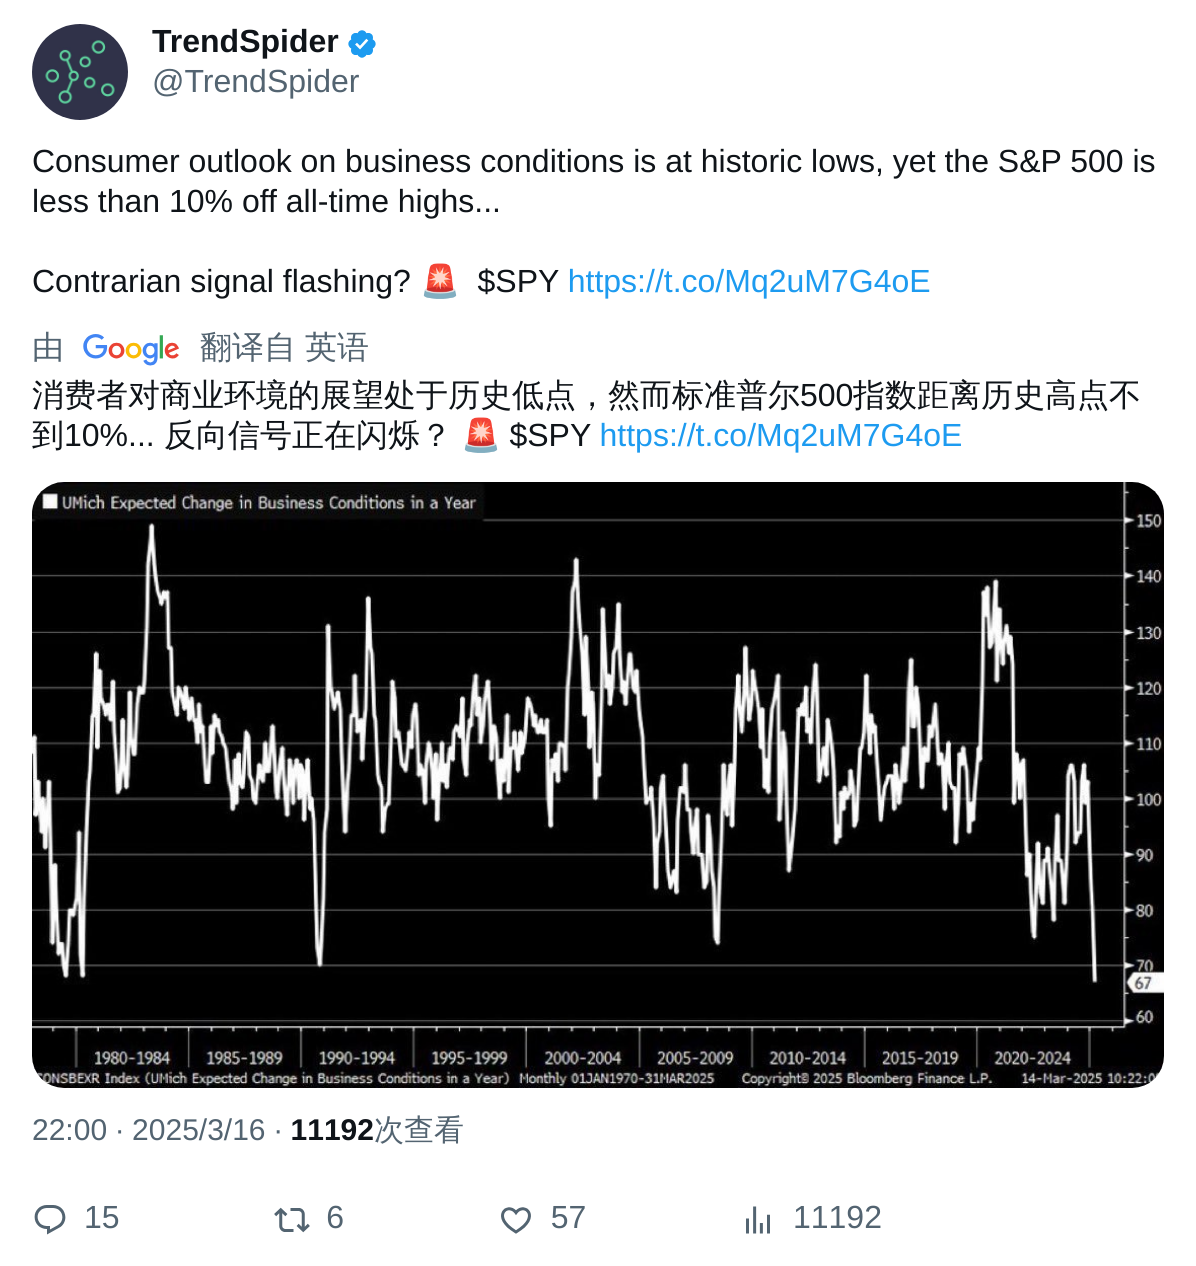 TrendSpider
@TrendSpider
Consumer outlook on business conditions is at historic lows, yet the S&P 500 is
less than 10% off all-time highs...
Contrarian signal flashing? 🚨 $SPY https://t.co/Mq2uM7G4oE
由 Google 翻译自 英语
消费者对商业环境的展望处于历史低点，然而标准普尔500指数距离历史高点不
到10%... 反向信号正在闪烁？ 🚨 $SPY https://t.co/Mq2uM7G4oE
UMich Expected Change in Business Conditions in a Year
150
140
130
120
110
100
90
80
70
67
60
1980-1984 1985-1989 1990-1994 1995-1999 2000-2004 2005-2009 2010-2014 2015-2019 2020-2024
CONSBEXR Index (UMich Expected Change in Business Conditions in a Year) Monthly 01JAN1970-31MAR2025 Copyright© 2025 Bloomberg Finance L.P. 14-Mar-2025 10:22:0
22:00 · 2025/3/16 · 11192次查看
15 6 57 11192